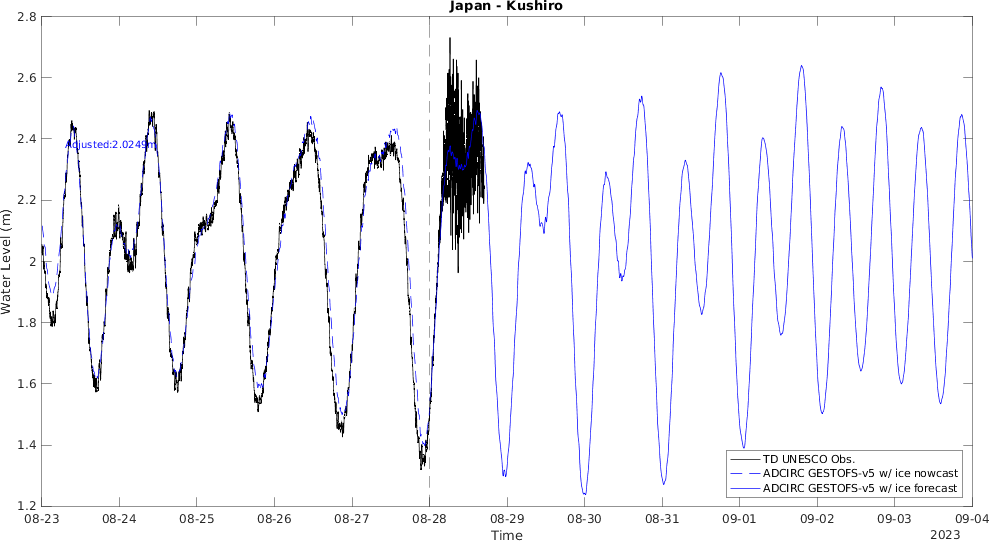 Japan - Kushiro
2.8
2.6
2.4
2.2
2
1.8
1.6
1.4
1.2
Water Level (m)
Adjusted:2.0249m
TD UNESCO Obs.
ADCIRC GESTOFS-v5 w/ ice nowcast
ADCIRC GESTOFS-v5 w/ ice forecast
08-23 08-24 08-25 08-26 08-27 08-28 08-29 08-30 08-31 09-01 09-02 09-03 09-04
Time
2023